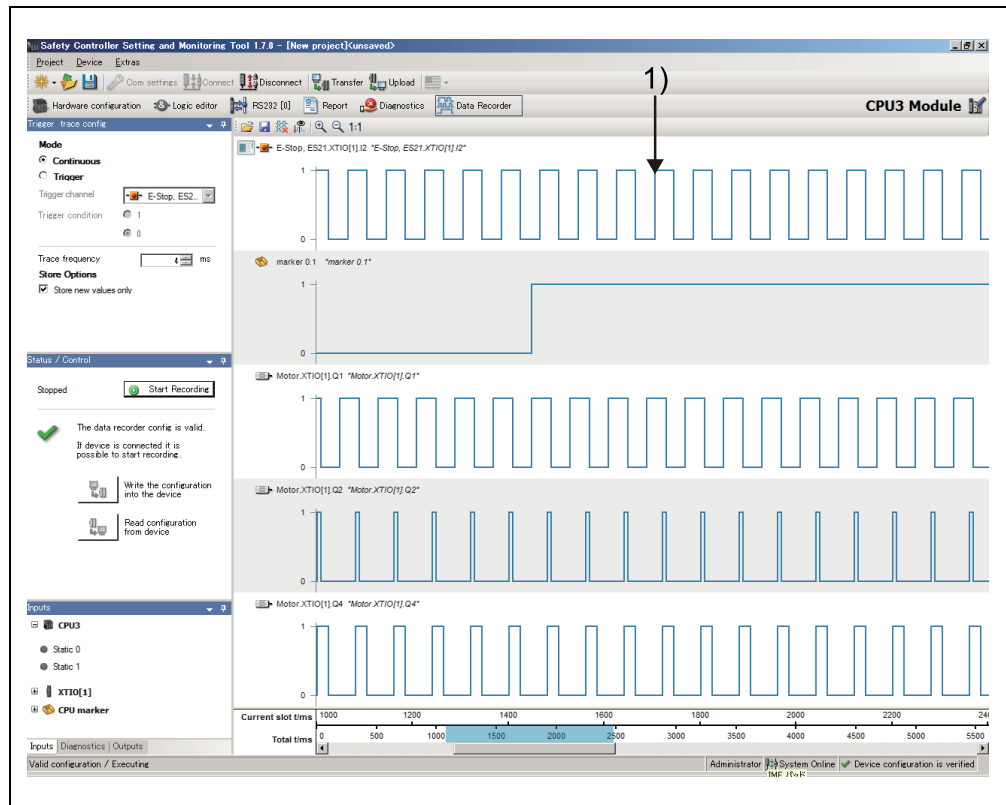 Safety Controller Setting and Monitoring Tool 1.7.0 - [New project]<unsaved>
Project Device Extras
Com settings Connect Disconnect Transfer Upload
Hardware configuration Logic editor RS232 [0] Report Diagnostics Data Recorder CPU3 Module
1)
Trigger trace config
1:1
Mode
Continuous
Trigger
Trigger channel E-Stop, ES2...
Trigger condition 1
0
Trace frequency 4 ms
Store Options
Store new values only
E-Stop, ES21.XTIO[1].I2 "E-Stop, ES21.XTIO[1].I2"
1
0
marker 0.1 "marker 0.1"
1
0
Status / Control
Stopped Start Recording
The data recorder config is valid.
If device is connected it is
possible to start recording.
Write the configuration
into the device
Read configuration
from device
Motor.XTIO[1].Q1 "Motor.XTIO[1].Q1"
1
0
Motor.XTIO[1].Q2 "Motor.XTIO[1].Q2"
1
0
Inputs
CPU3
Static 0
Static 1
XTIO[1]
CPU marker
Motor.XTIO[1].Q4 "Motor.XTIO[1].Q4"
1
0
Current slot t/ms 1000 1200 1400 1600 1800 2000 2200 24
Total t/ms 0 500 1000 1500 2000 2500 3000 3500 4000 4500 5000 5500
Inputs Diagnostics Outputs
Valid configuration / Executing Administrator System Online Device configuration is verified
IME パッド